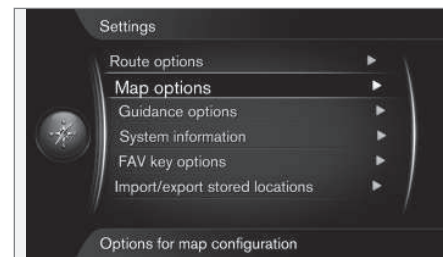 Settings
Route options
Map options
Guidance options
System information
FAV key options
Import/export stored locations
Options for map configuration